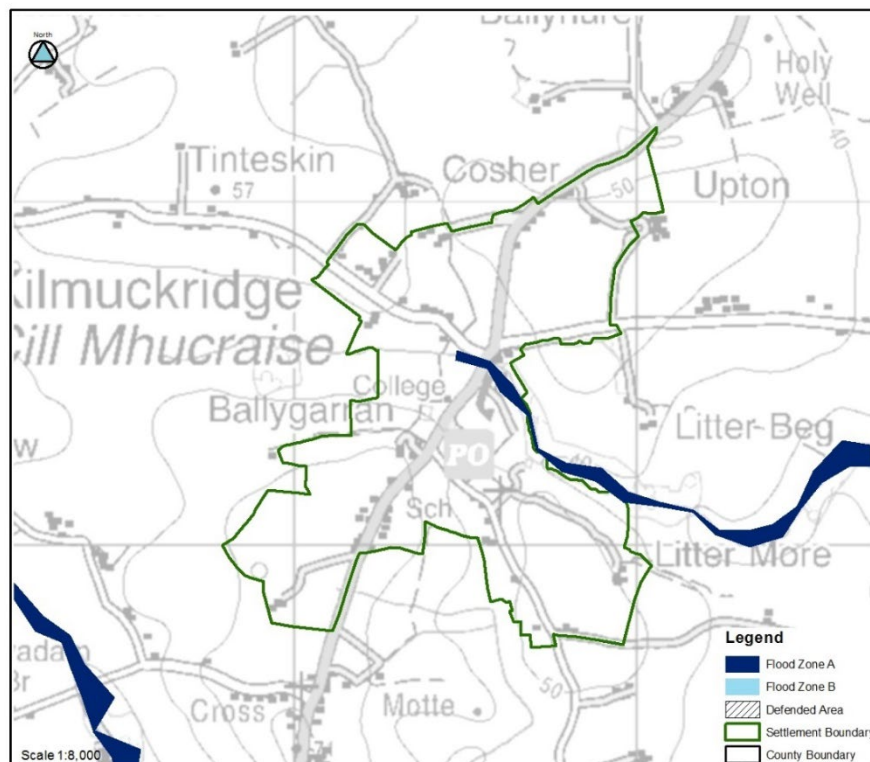 North
Ballynure
Holy
Well
40
Tinteskin
57
Cosher
50
Upton
Kilmuckridge
Cill Mhucraise
College
Ballygarran
Litter-Beg
PO
Sch
Litter More
Cross
Motte
50
Legend
Flood Zone A
Flood Zone B
Defended Area
Settlement Boundary
County Boundary
Scale 1:8,000